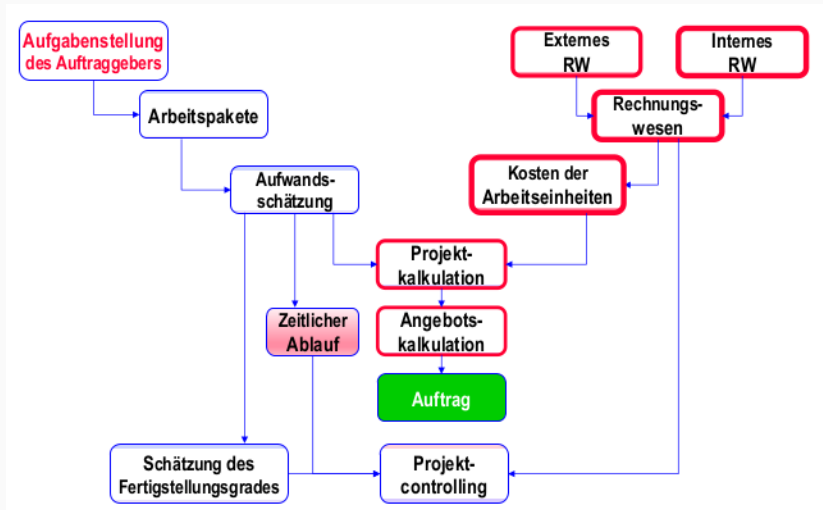 Aufgabenstellung
des Auftraggebers
Externes
RW
Internes
RW
Arbeitspakete
Rechnungs-
wesen
Aufwands-
schätzung
Kosten der
Arbeitseinheiten
Projekt-
kalkulation
Zeitlicher
Ablauf
Angebots-
kalkulation
Auftrag
Schätzung des
Fertigstellungsgrades
Projekt-
controlling